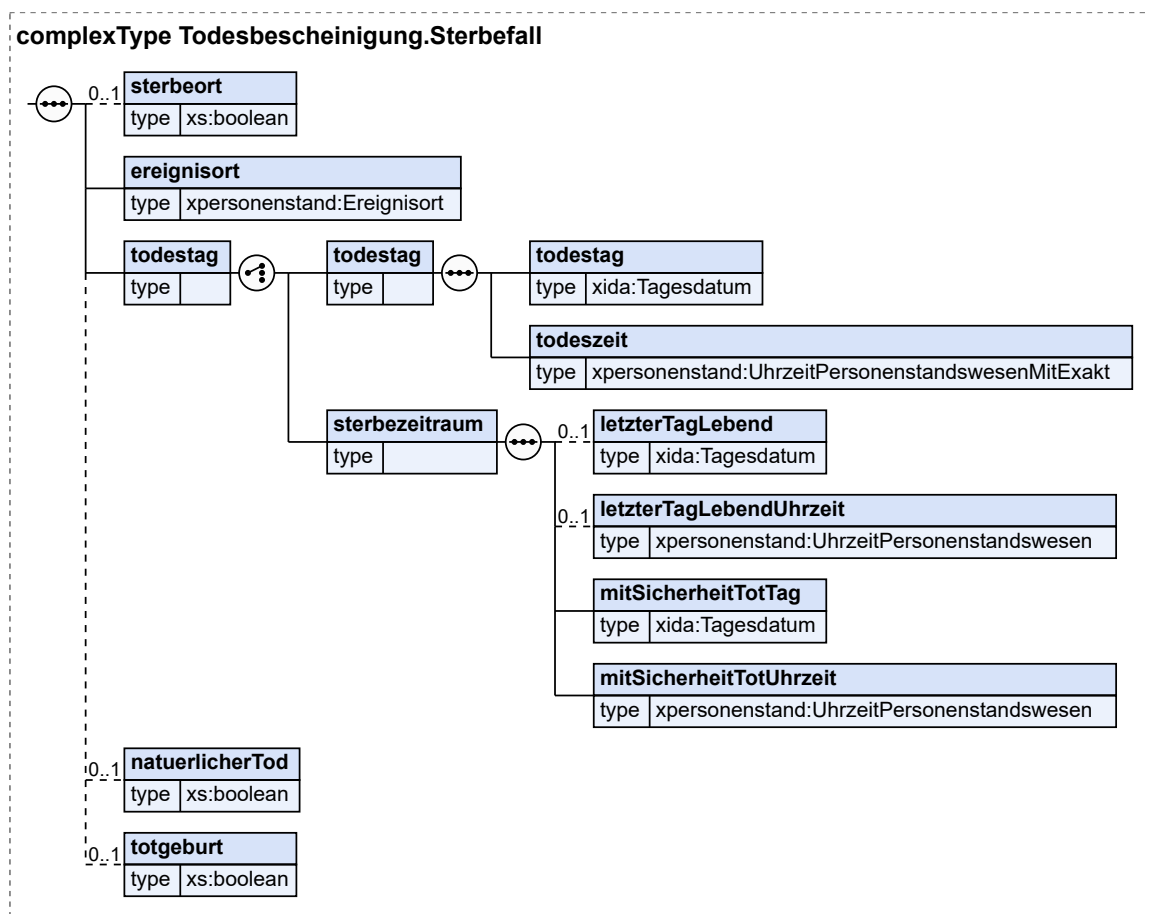 complexType Todesbescheinigung.Sterbefall
0..1 sterbeort
type xs:boolean
ereignisort
type xpersonenstand:Ereignisort
todestag todestag todestag
type type type xida:Tagesdatum
todeszeit
type xpersonenstand:UhrzeitPersonenstandswesenMitExakt
sterbezeitraum 0..1 letzterTagLebend
type type xida:Tagesdatum
0..1 letzterTagLebendUhrzeit
type xpersonenstand:UhrzeitPersonenstandswesen
mitSicherheitTotTag
type xida:Tagesdatum
mitSicherheitTotUhrzeit
type xpersonenstand:UhrzeitPersonenstandswesen
0..1 natuerlicherTod
type xs:boolean
0..1 totgeburt
type xs:boolean